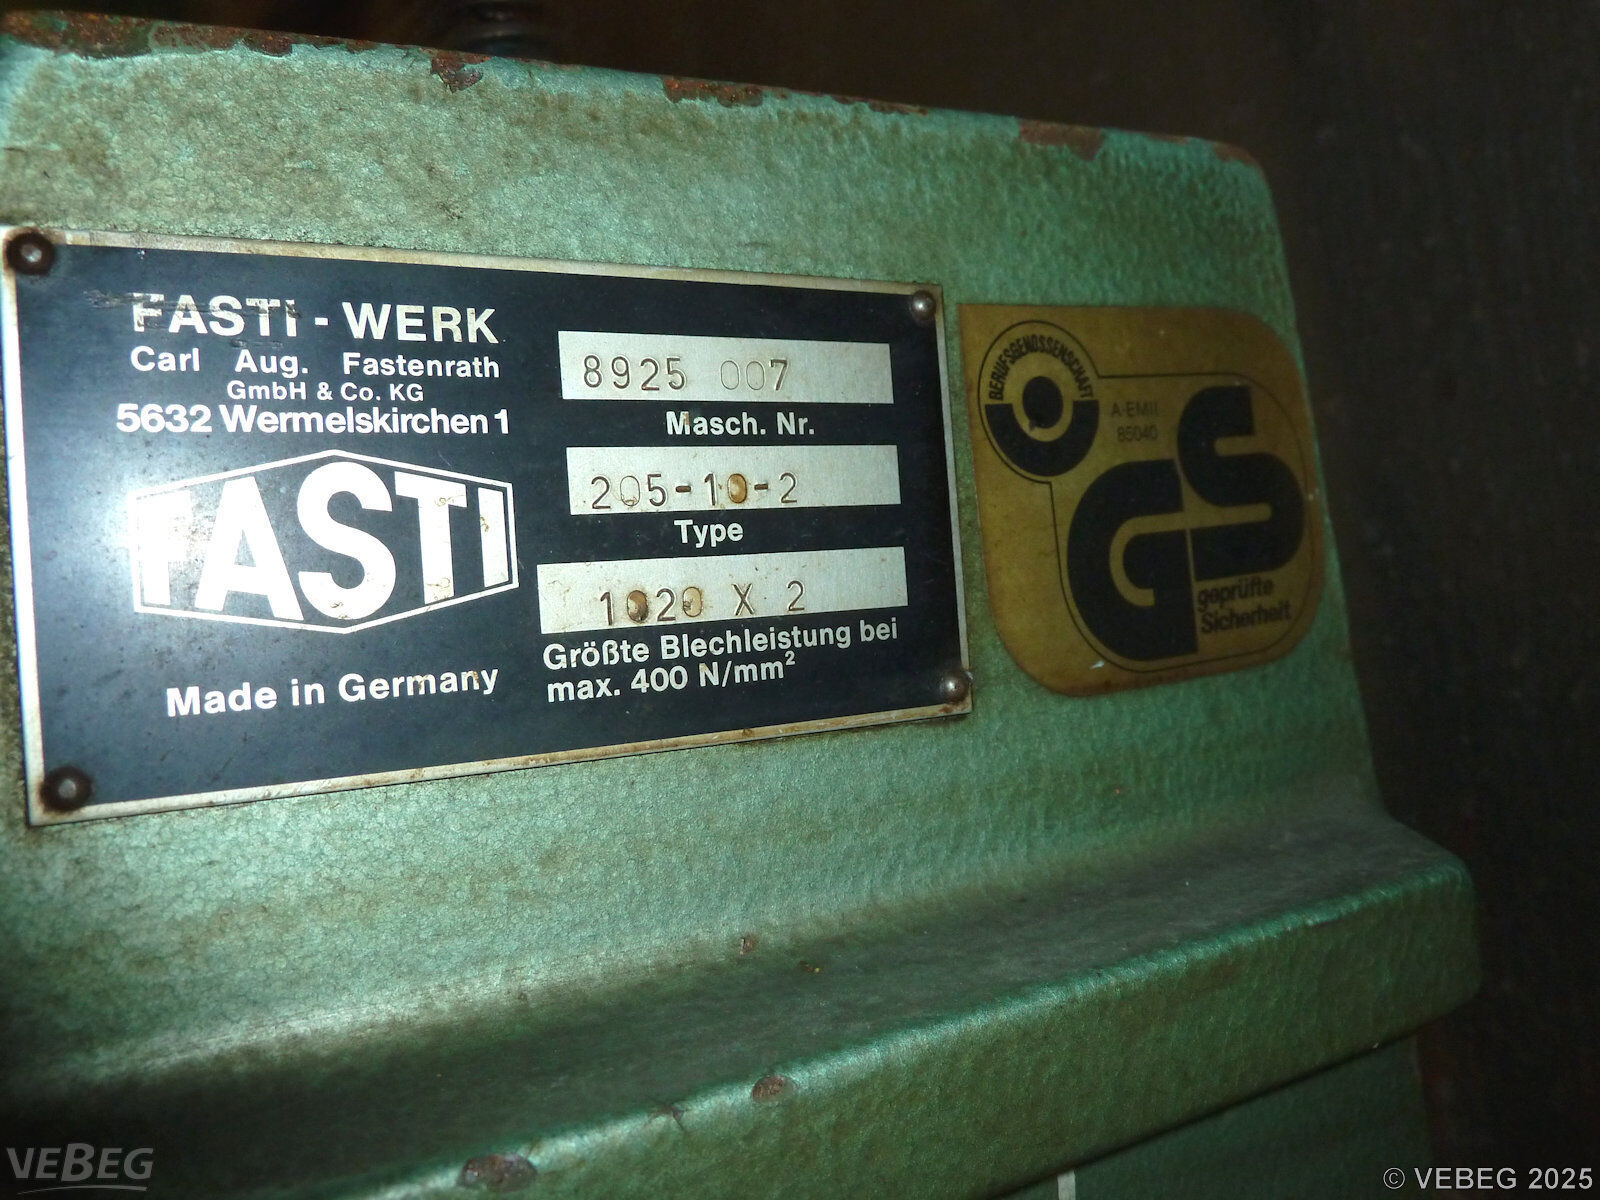 FASTI - WERK
Carl Aug. Fastenrath
GmbH & Co. KG
5632 Wermelskirchen 1
FASTI
Made in Germany
8925 007
Masch. Nr.
205-10-2
Type
1020 X 2
Größte Blechleistung bei
max. 400 N/mm²
BERUFSGENOSSENSCHAFT
A-EMII
85040
GS
geprüfte
Sicherheit
VEBEG
© VEBEG 2025